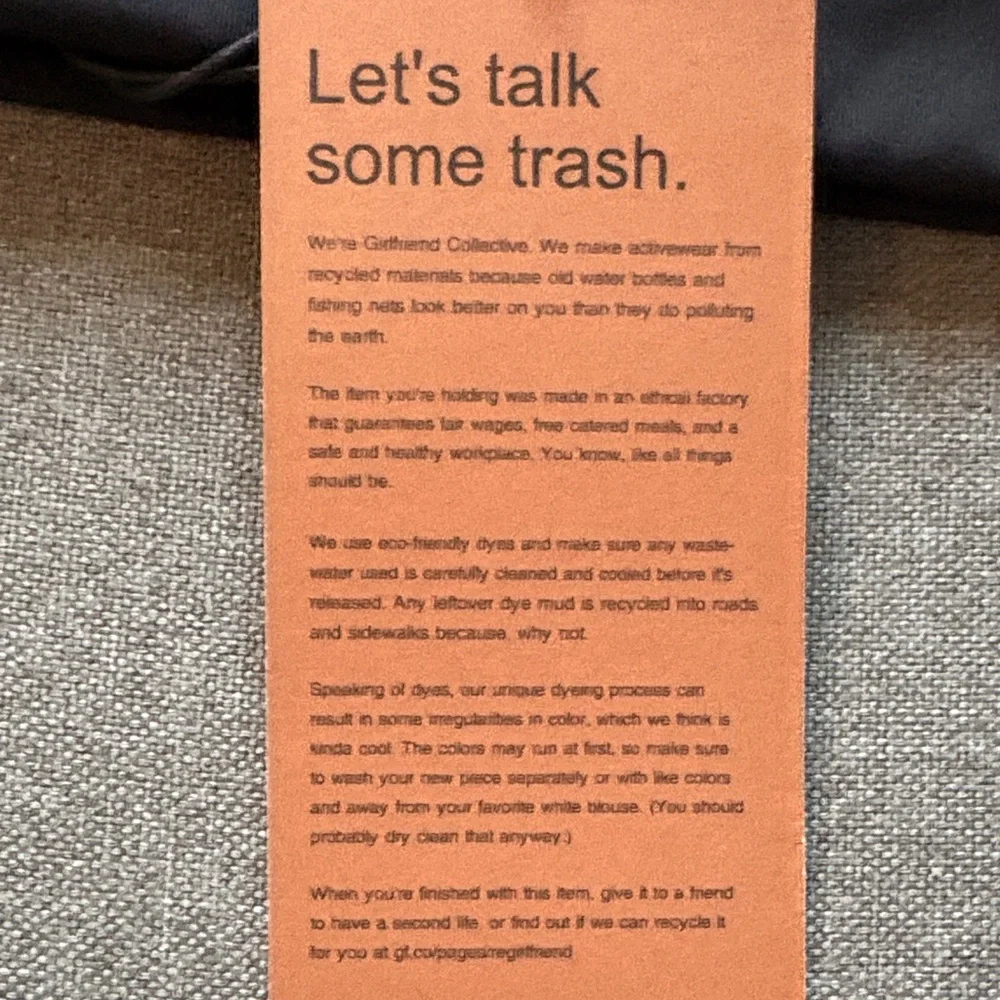 Let's talk
some trash.
We're Girlfriend Collective. We make activewear from
recycled materials because old water bottles and
fishing nets look better on you than they do polluting
the earth.
The item you're holding was made in an ethical factory
that guarantees fair wages, free catered meals, and a
safe and healthy workplace. You know, like all things
should be.
We use eco-friendly dyes and make sure any waste-
water used is carefully cleaned and cooled before it's
released. Any leftover dye mud is recycled into roads
and sidewalks because, why not.
Speaking of dyes, our unique dyeing process can
result in some irregularities in color, which we think is
kinda cool. The colors may run at first, so make sure
to wash your new piece separately or with like colors
and away from your favorite white blouse. (You should
probably dry clean that anyway.)
When you're finished with this item, give it to a friend
to have a second life, or find out if we can recycle it
for you at gf.co/pages/regirlfriend